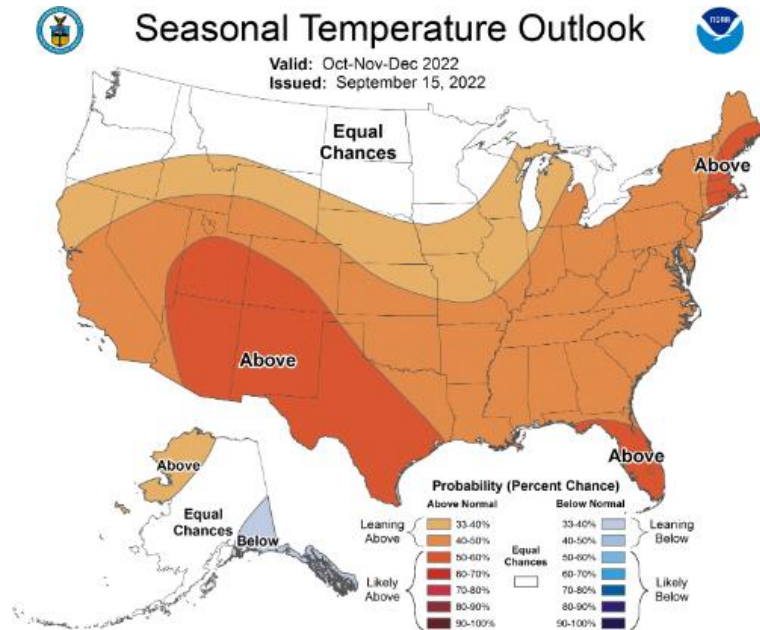 Seasonal Temperature Outlook
NOAA
Valid: Oct-Nov-Dec 2022
Issued: September 15, 2022
Equal
Chances
Above
Above
Above
Above
Equal
Chances
Below
Probability (Percent Chance)
Above Normal
Below Normal
Leaning
Above
33-40%
40-50%
Likely
Above
50-60%
60-70%
70-80%
80-90%
90-100%
Equal
Chances
33-40%
40-50%
Leaning
Below
50-60%
60-70%
70-80%
80-90%
90-100%
Likely
Below